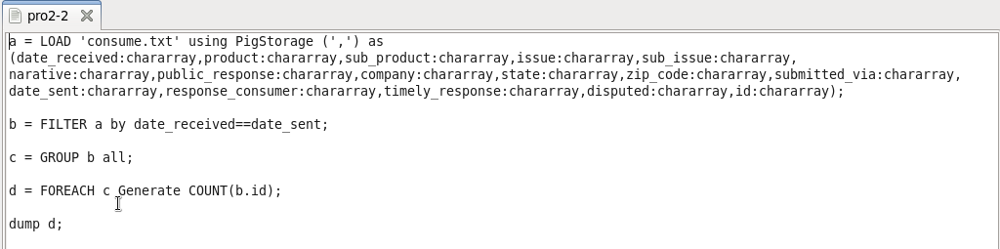 pro2-2
a = LOAD 'consume.txt' using PigStorage (',') as
(date_received:chararray,product:chararray,sub_product:chararray,issue:chararray,sub_issue:chararray,
narative:chararray,public_response:chararray,company:chararray,state:chararray,zip_code:chararray,submitted_via:chararray,
date_sent:chararray,response_consumer:chararray,timely_response:chararray,disputed:chararray,id:chararray);
b = FILTER a by date_received==date_sent;
c = GROUP b all;
d = FOREACH c Generate COUNT(b.id);
dump d;